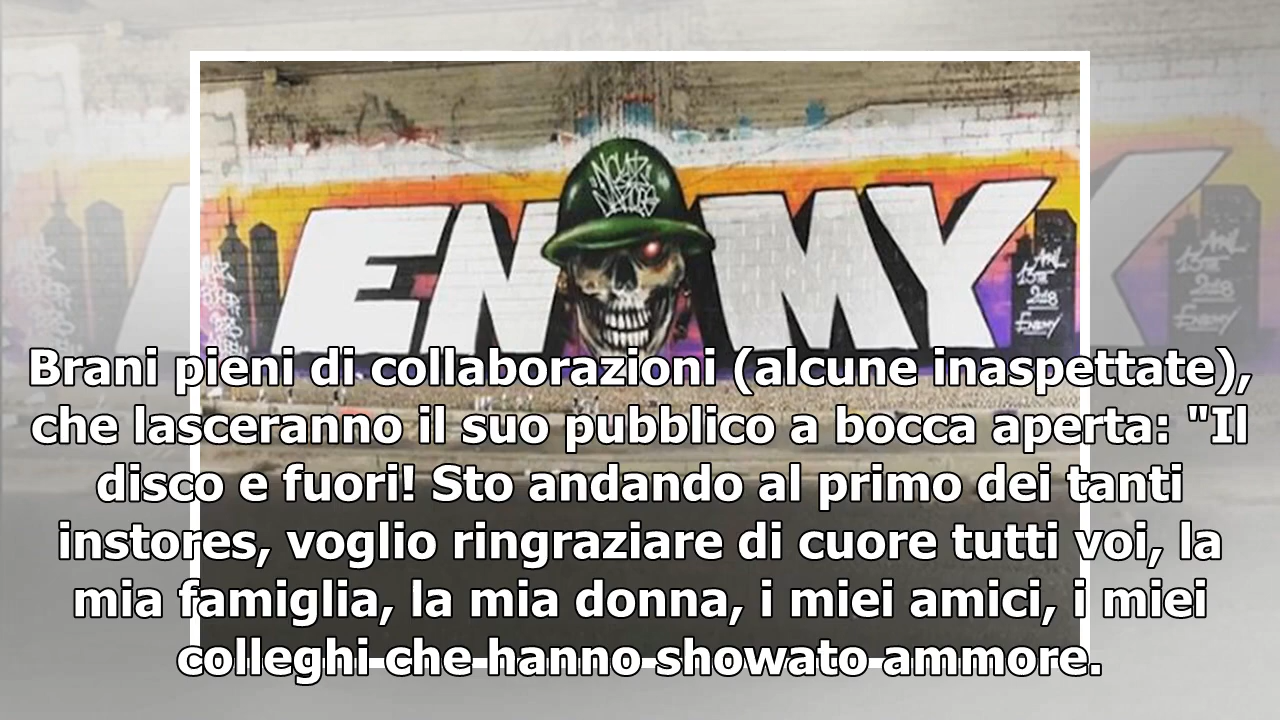 ENEMY
Brani pieni di collaborazioni (alcune inaspettate),
che lasceranno il suo pubblico a bocca aperta: "Il
disco e fuori! Sto andando al primo dei tanti
instores, voglio ringraziare di cuore tutti voi, la
mia famiglia, la mia donna, i miei amici, i miei
colleghi che hanno showato ammore.